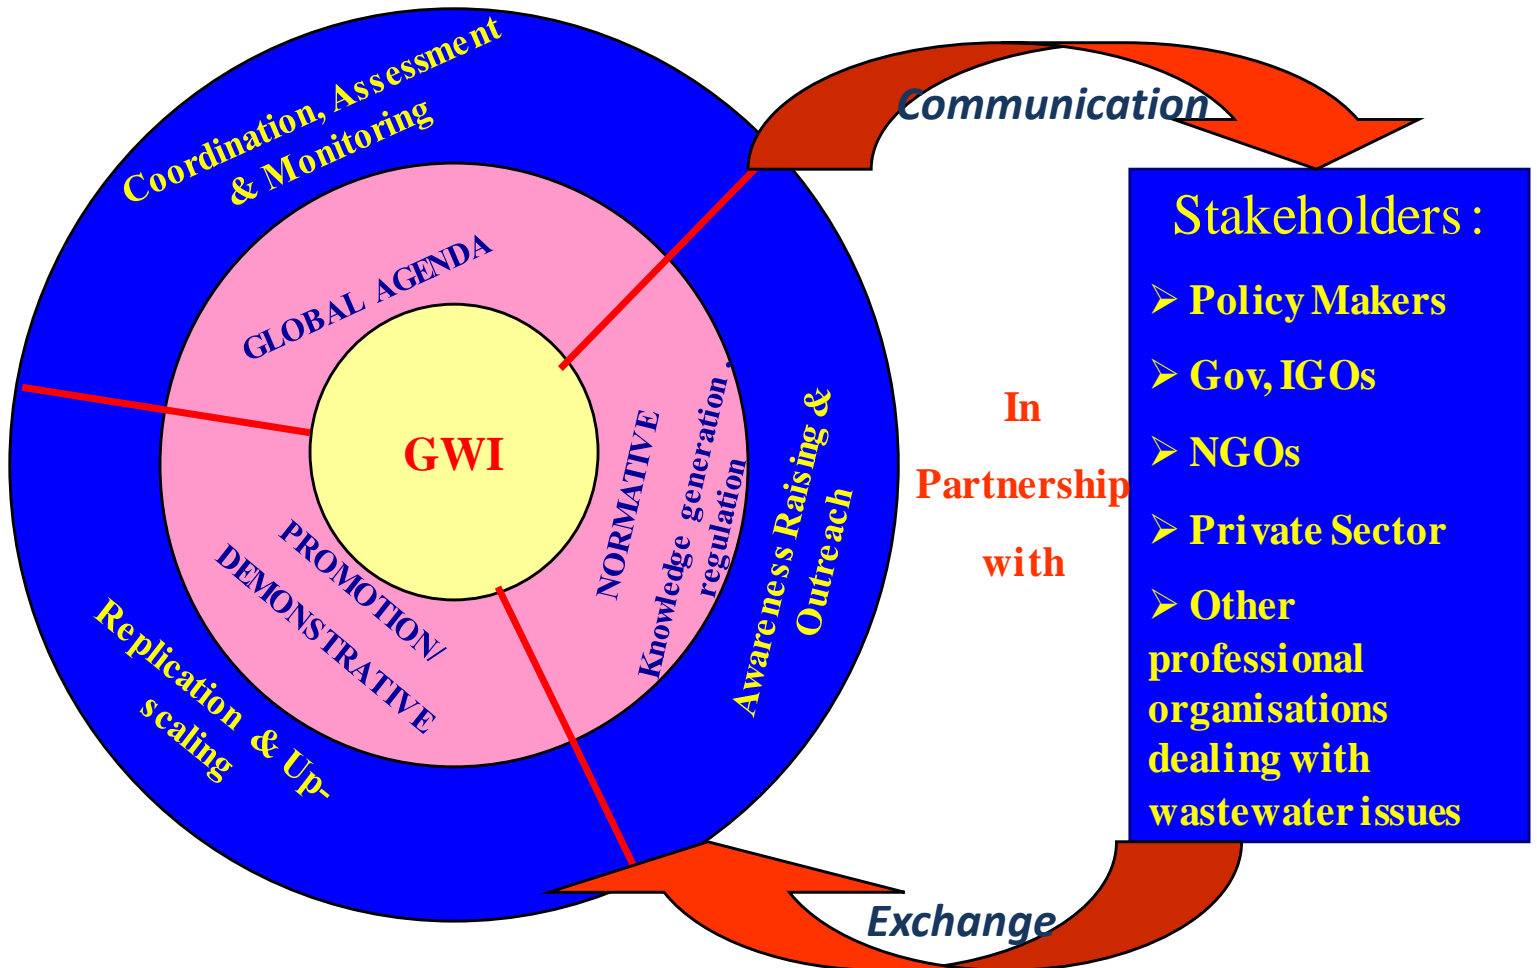 Coordination, Assessment
& Monitoring
GLOBAL AGENDA
GWI
NORMATIVE
Knowledge generation ,
regulation
Awareness Raising &
Outreach
PROMOTION/
DEMONSTRATIVE
Replication & Up-
scaling
Communication
In
Partnership
with
Exchange
Stakeholders :
➢ Policy Makers
➢ Gov, IGOs
➢ NGOs
➢ Private Sector
➢ Other
professional
organisations
dealing with
wastewater issues